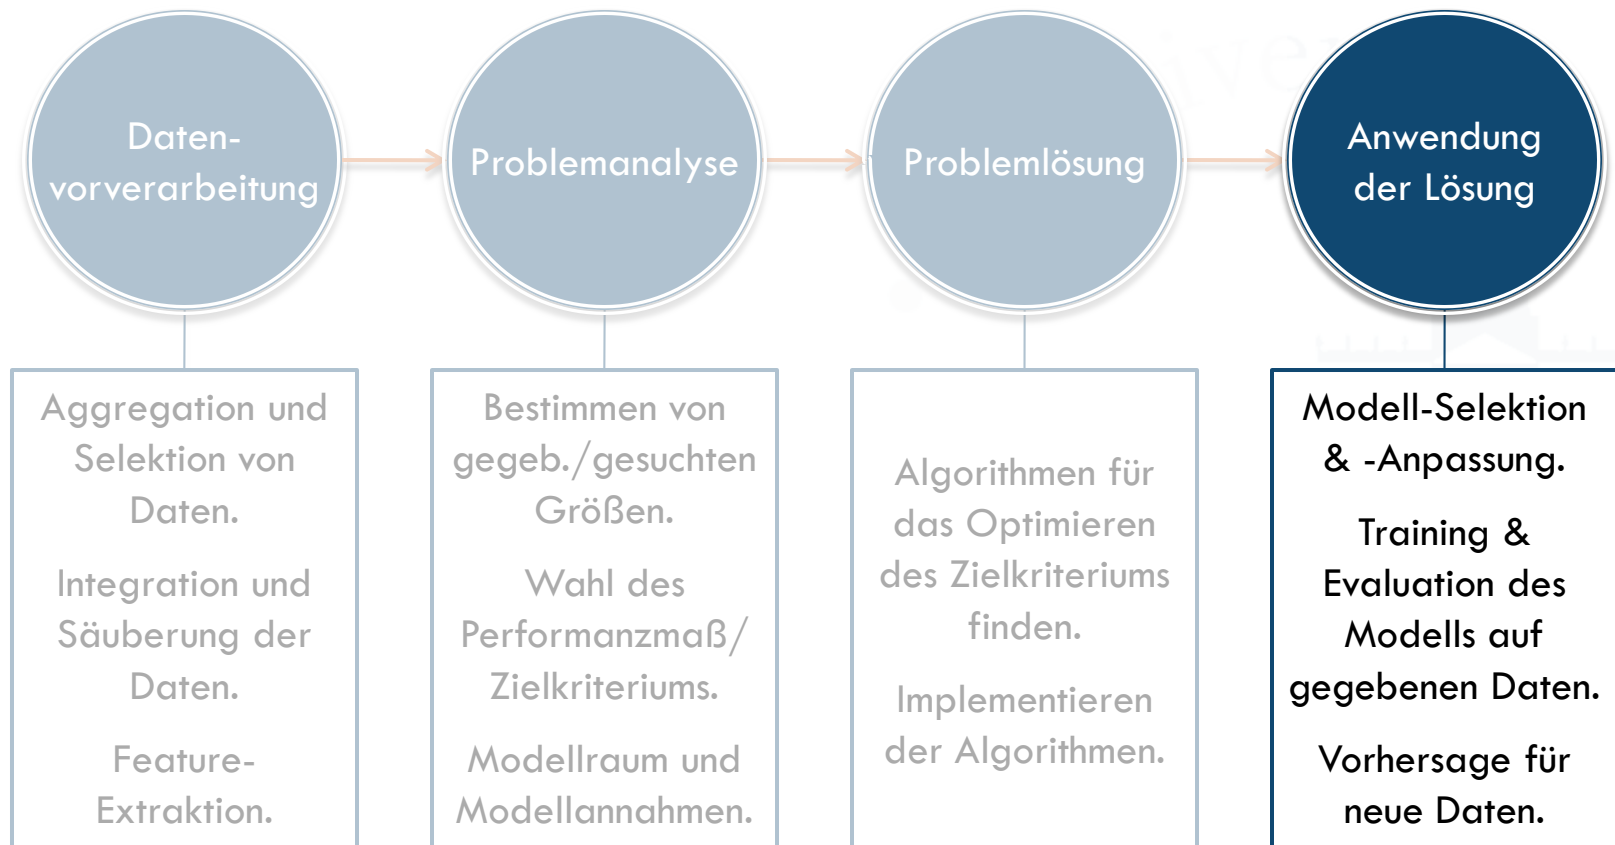 Daten-
vorverarbeitung
Problemanalyse
Problemlösung
Anwendung
der Lösung
Aggregation und
Selektion von
Daten.
Integration und
Säuberung der
Daten.
Feature-
Extraktion.
Bestimmen von
gegeb./gesuchten
Größen.
Wahl des
Performanzmaß/
Zielkriteriums.
Modellraum und
Modellannahmen.
Algorithmen für
das Optimieren
des Zielkriteriums
finden.
Implementieren
der Algorithmen.
Modell-Selektion
& -Anpassung.
Training &
Evaluation des
Modells auf
gegebenen Daten.
Vorhersage für
neue Daten.